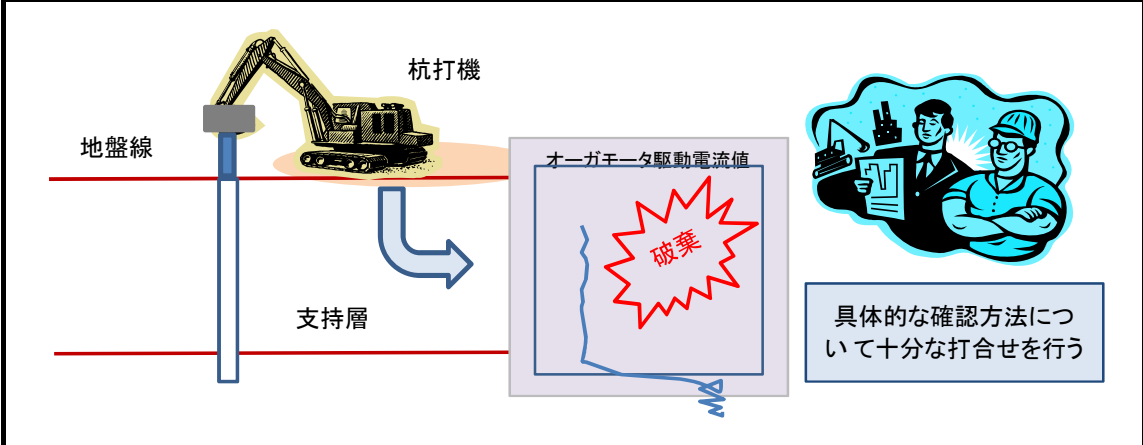 杭打機
地盤線
オーガモータ駆動電流値
破棄
支持層
具体的な確認方法につ
いて十分な打合せを行う